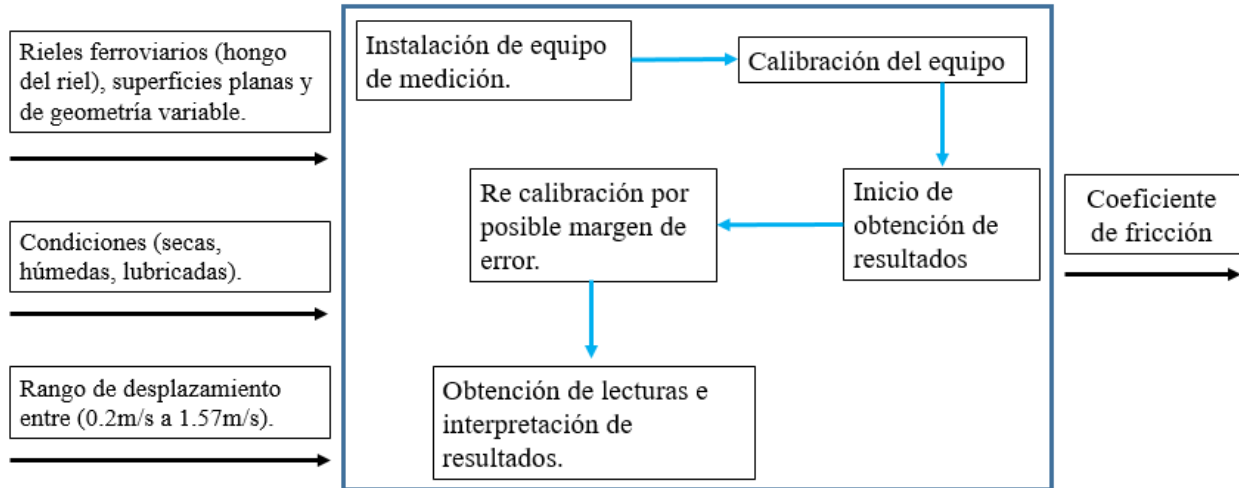 Rieles ferroviarios (hongo
del riel), superficies planas y
de geometría variable.
Condiciones (secas,
húmedas, lubricadas).
Rango de desplazamiento
entre (0.2m/s a 1.57m/s).
Instalación de equipo
de medición.
Calibración del equipo
Inicio de
obtención de
resultados
Re calibración por
posible margen de
error.
Obtención de lecturas e
interpretación de
resultados.
Coeficiente
de fricción